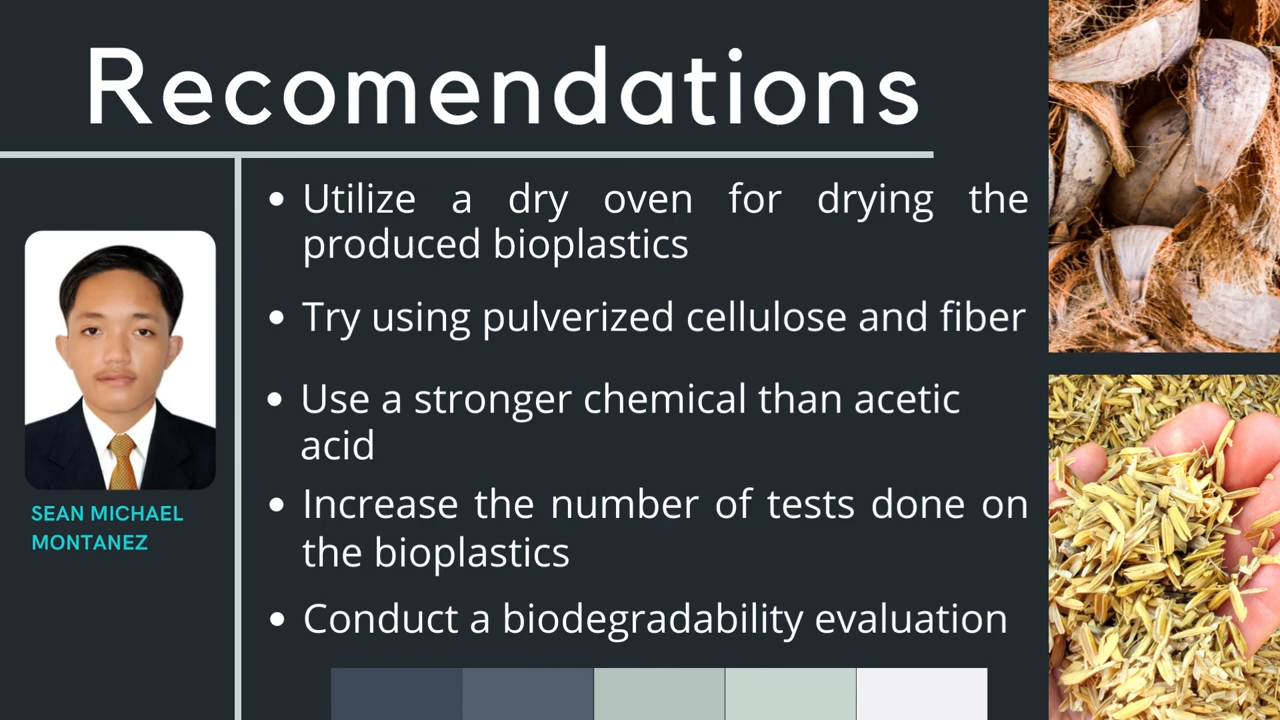 Recomendations
Utilize a dry oven for drying the
produced bioplastics
Try using pulverized cellulose and fiber
Use a stronger chemical than acetic
acid
Increase the number of tests done on
the bioplastics
Conduct a biodegradability evaluation
SEAN MICHAEL
MONTANEZ